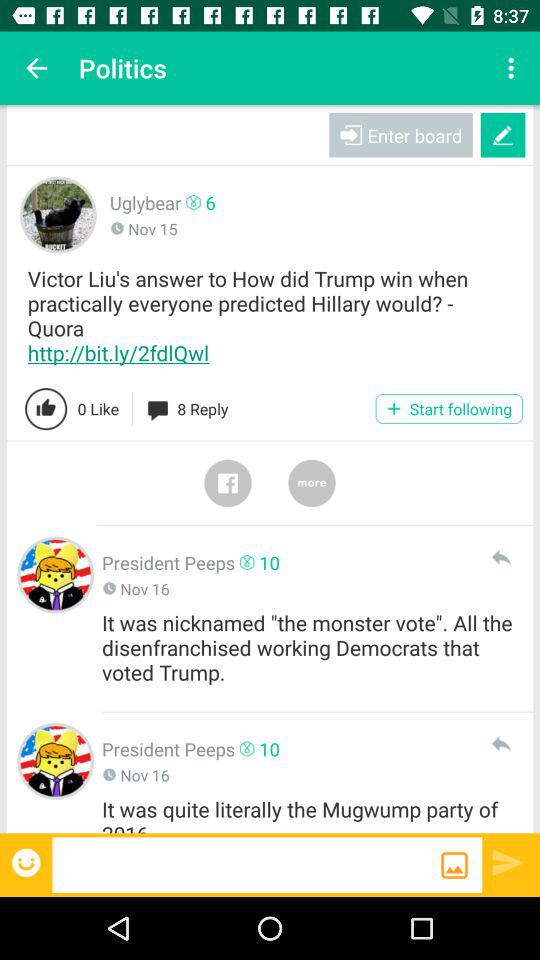 8:37
Politics
Enter board
Uglybear 6
Nov 15
Victor Liu's answer to How did Trump win when
practically everyone predicted Hillary would? -
Quora
http://bit.ly/2fdlQwl
0 Like
8 Reply
+ Start following
more
President Peeps 10
Nov 16
It was nicknamed "the monster vote". All the
disenfranchised working Democrats that
voted Trump.
President Peeps 10
Nov 16
It was quite literally the Mugwump party of
2016